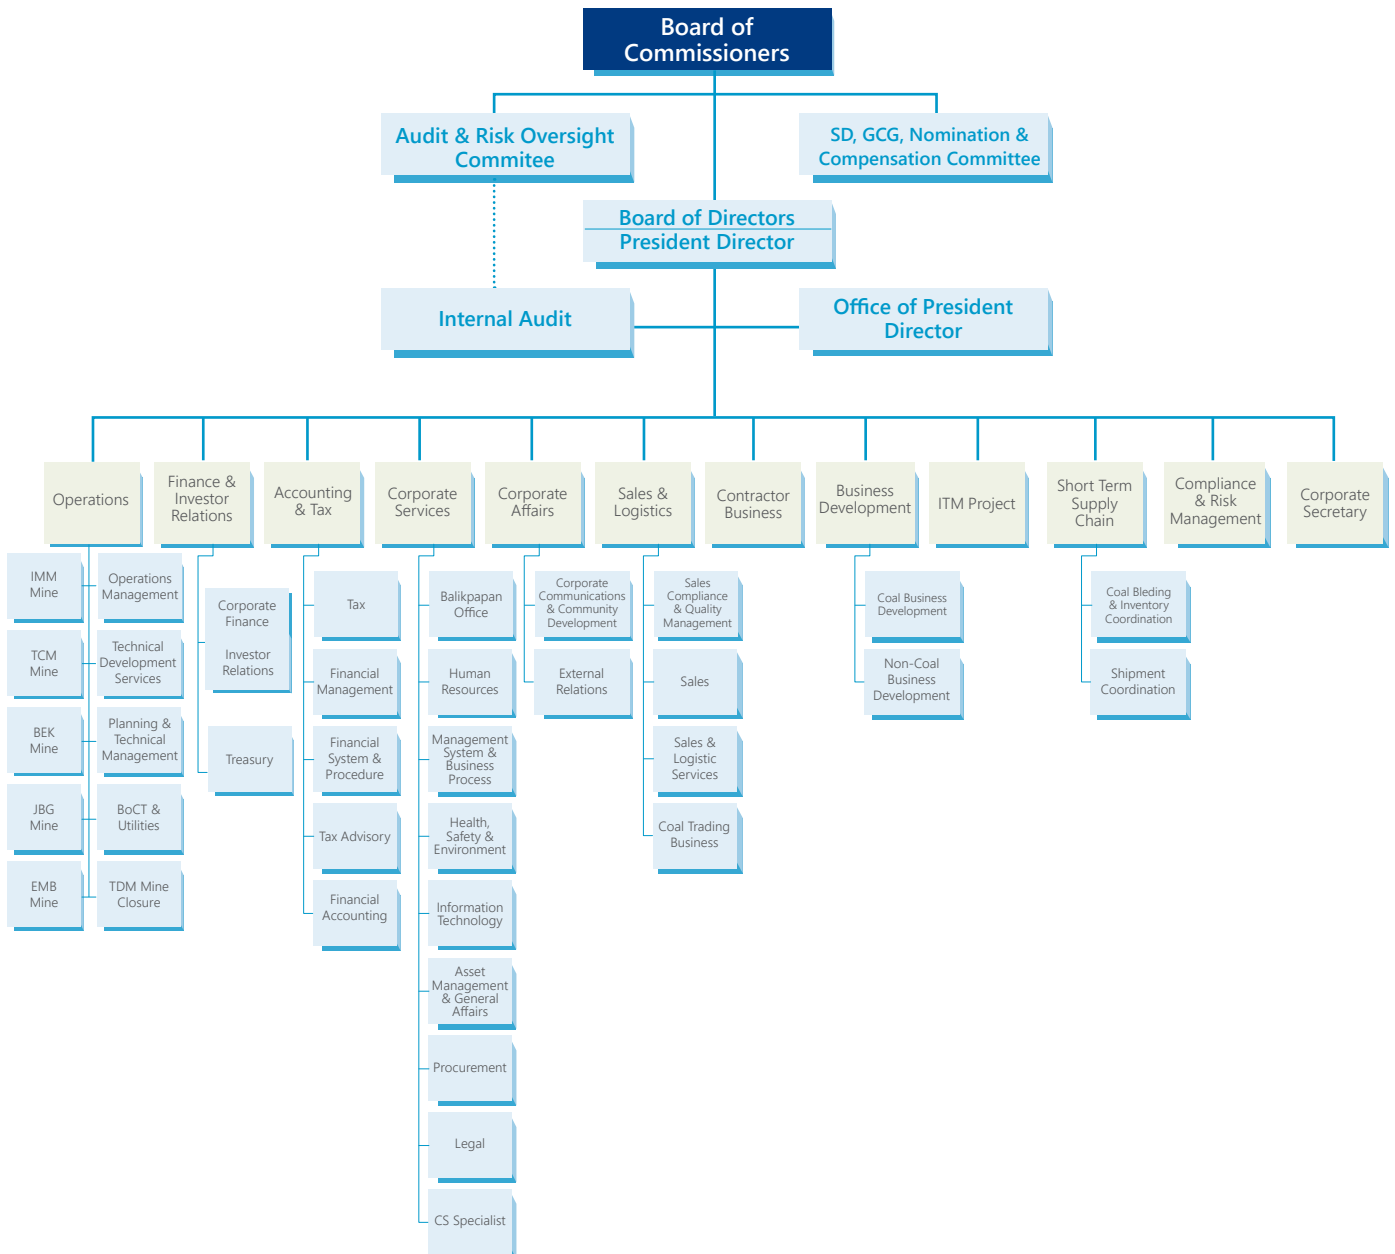 Board of
Commissioners
Audit & Risk Oversight
Commitee
SD, GCG, Nomination &
Compensation Committee
Board of Directors
President Director
Internal Audit
Office of President
Director
Operations
Finance &
Investor
Relations
Accounting
& Tax
Corporate
Services
Corporate
Affairs
Sales &
Logistics
Contractor
Business
Business
Development
ITM Project
Short Term
Supply
Chain
Compliance
& Risk
Management
Corporate
Secretary
IMM
Mine
TCM
Mine
BEK
Mine
JBG
Mine
EMB
Mine
Operations
Management
Technical
Development
Services
Planning &
Technical
Management
BoCT &
Utilities
TDM Mine
Closure
Corporate
Finance
Investor
Relations
Treasury
Tax
Financial
Management
Financial
System &
Procedure
Tax Advisory
Financial
Accounting
Balikpapan
Office
Human
Resources
Management
System &
Business
Process
Health,
Safety &
Environment
Information
Technology
Asset
Management
& General
Affairs
Procurement
Legal
CS Specialist
Corporate
Communications
& Community
Development
External
Relations
Sales
Compliance
& Quality
Management
Sales
Sales &
Logistic
Services
Coal Trading
Business
Coal Business
Development
Non-Coal
Business
Development
Coal Bleding
& Inventory
Coordination
Shipment
Coordination